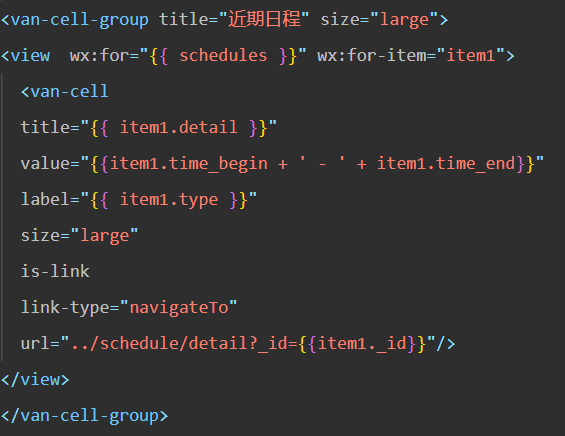 <van-cell-group title="近期日程" size="large">
<view  wx:for="{{ schedules }}" wx:for-item="item1">
<van-cell
title="{{ item1.detail }}"
value="{{item1.time_begin + ' - ' + item1.time_end}}"
label="{{ item1.type }}"
size="large"
is-link
link-type="navigateTo"
url="../schedule/detail?_id={{item1._id}}"/>
</view>
</van-cell-group>